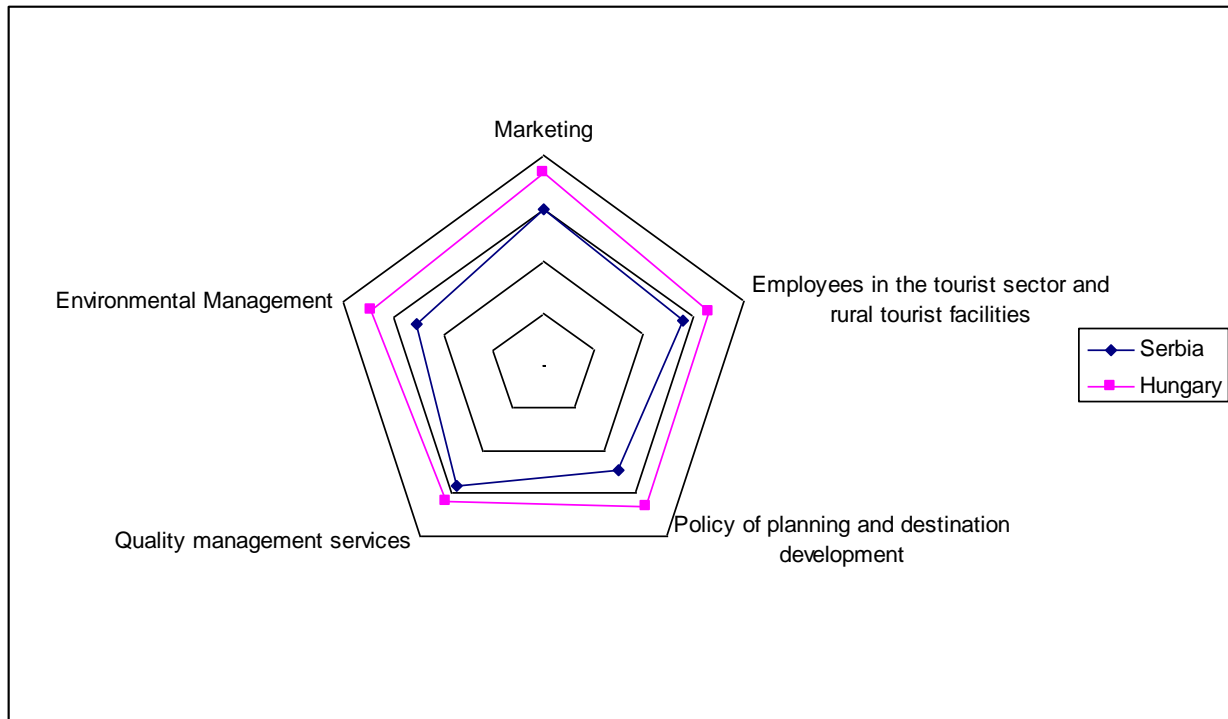 Marketing
Employees in the tourist sector and
rural tourist facilities
Environmental Management
Serbia
Hungary
Policy of planning and destination
development
Quality management services